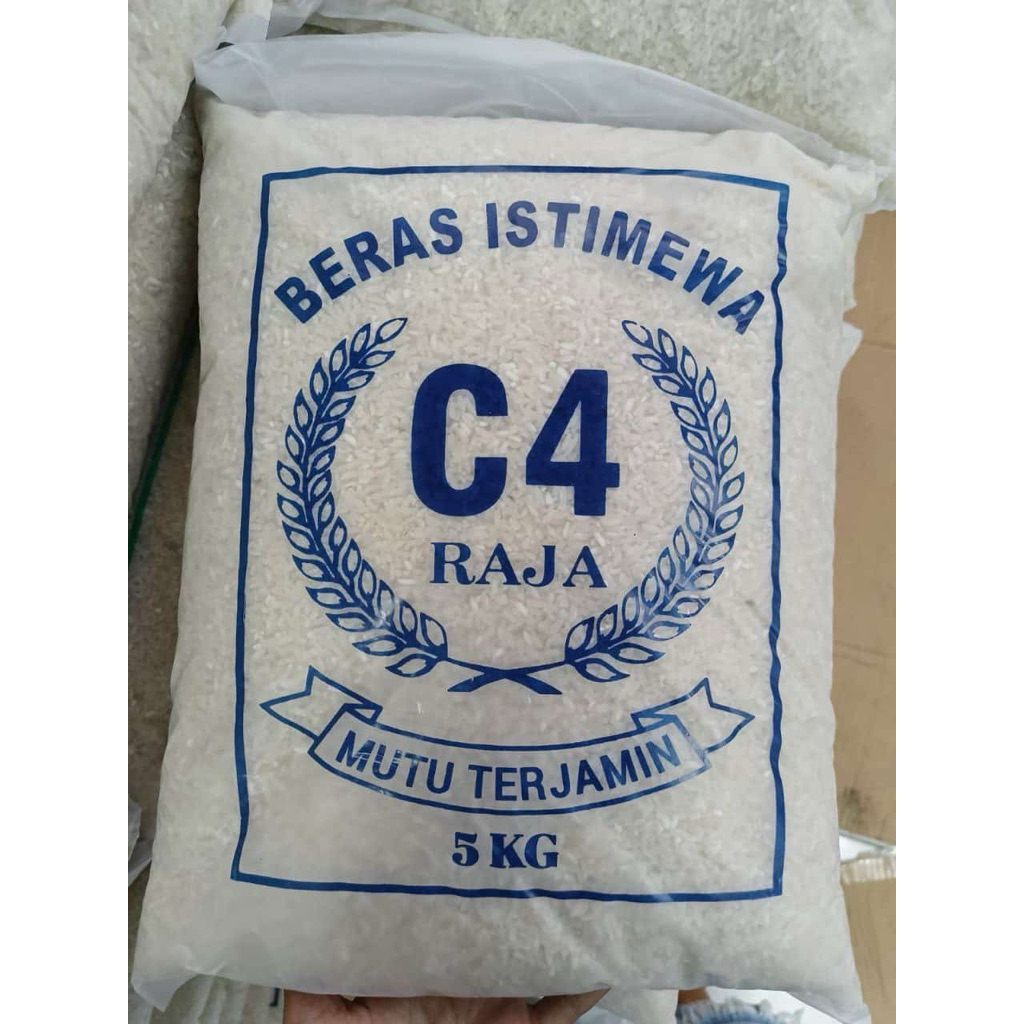 BERAS ISTIMEWA
C4
RAJA
MUTU TERJAMIN
5 KG